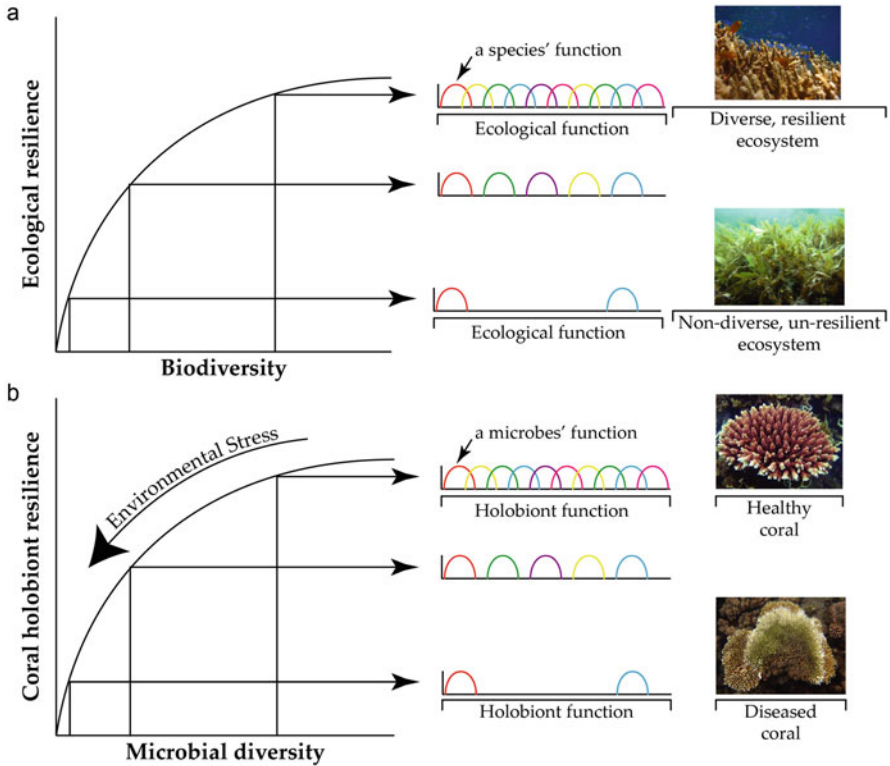 a
Ecological resilience
Biodiversity
a species' function
Ecological function
Diverse, resilient
ecosystem
Ecological function
Non-diverse, un-resilient
ecosystem
b
Coral holobiont resilience
Environmental Stress
Microbial diversity
a microbes' function
Holobiont function
Healthy
coral
Holobiont function
Diseased
coral